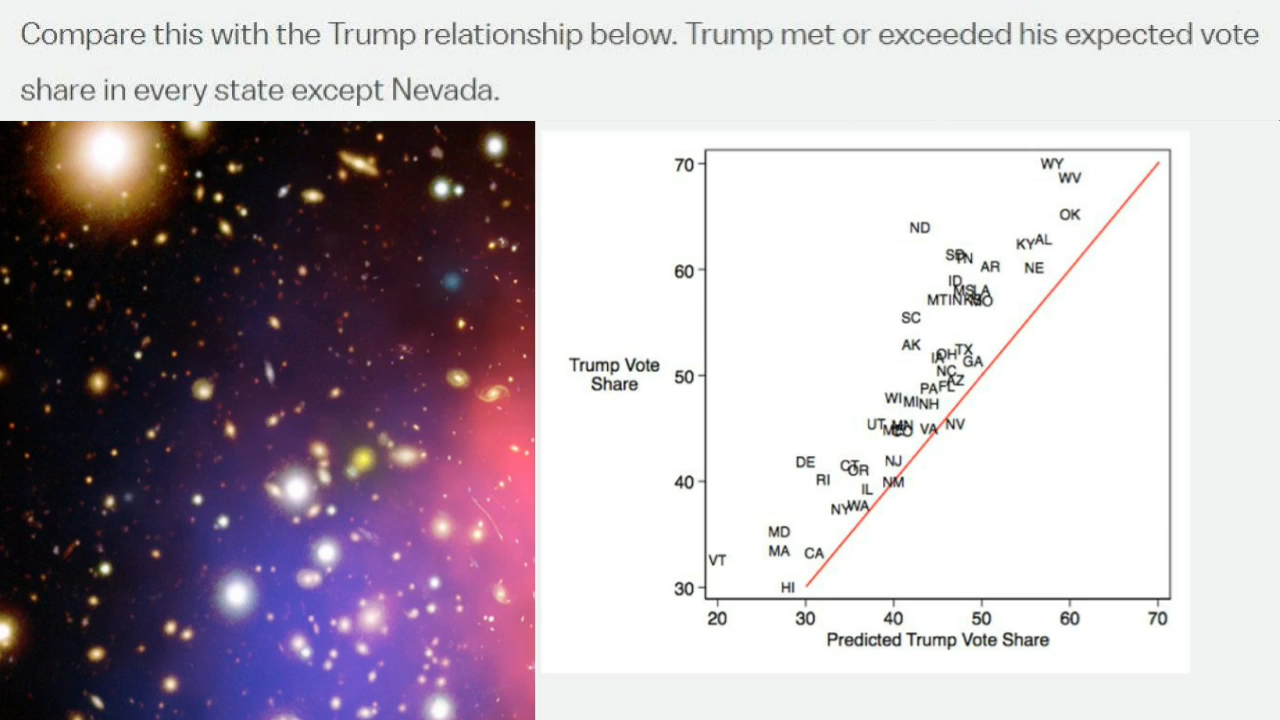 Compare this with the Trump relationship below. Trump met or exceeded his expected vote
share in every state except Nevada.
70
WY
WV
OK
ND
AL
KY
SD
TN
AR
NE
60
ID
MS
LA
MT
IN
KS
MO
SC
AK
TX
OH
IA
GA
Trump Vote
Share
NC
50
AZ
FL
PA
WI
MI
NH
UT
MN
NV
ME
CO
VA
DE
CT
NJ
OR
RI
40
NM
IL
WA
NY
MD
MA
CA
VT
30
HI
20 30 40 50 60 70
Predicted Trump Vote Share